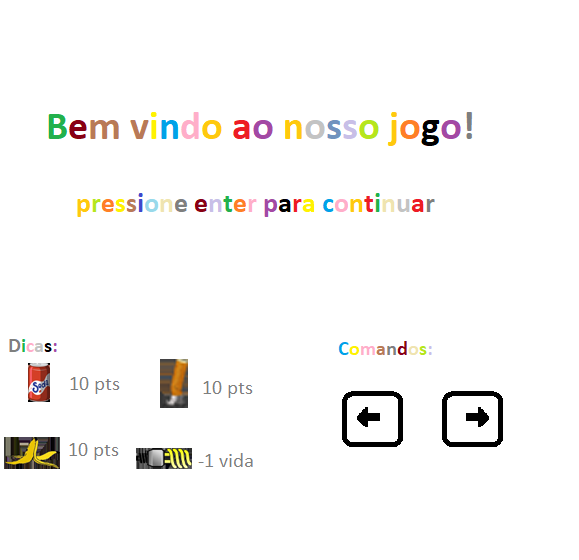 Bem vindo ao nosso jogo!
pressione enter para continuar
Dicas:
Soda
10 pts
10 pts
10 pts
-1 vida
Comandos: